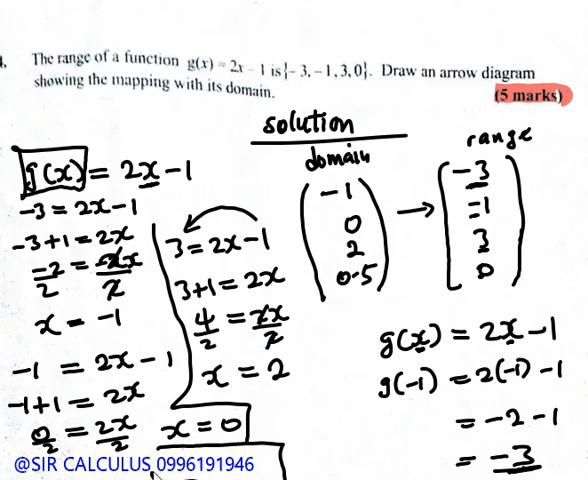 The range of a function g(x) = 2x - 1 is {- 3, - 1, 3, 0}. Draw an arrow diagram
showing the mapping with its domain.
(5 marks)
solution
g(x) = 2x - 1
-3 = 2x - 1
-3+1 = 2x
-2/2 = 2x/2
x = -1
-1 = 2x - 1
-1+1 = 2x
0/2 = 2x/2
x = 0
3 = 2x - 1
3+1 = 2x
4/2 = 2x/2
x = 2
domain
-1
0
2
0.5
→
range
-3
-1
3
0
g(x) = 2x - 1
g(-1) = 2(-1) - 1
= -2 - 1
= -3
@SIR CALCULUS 0996191946